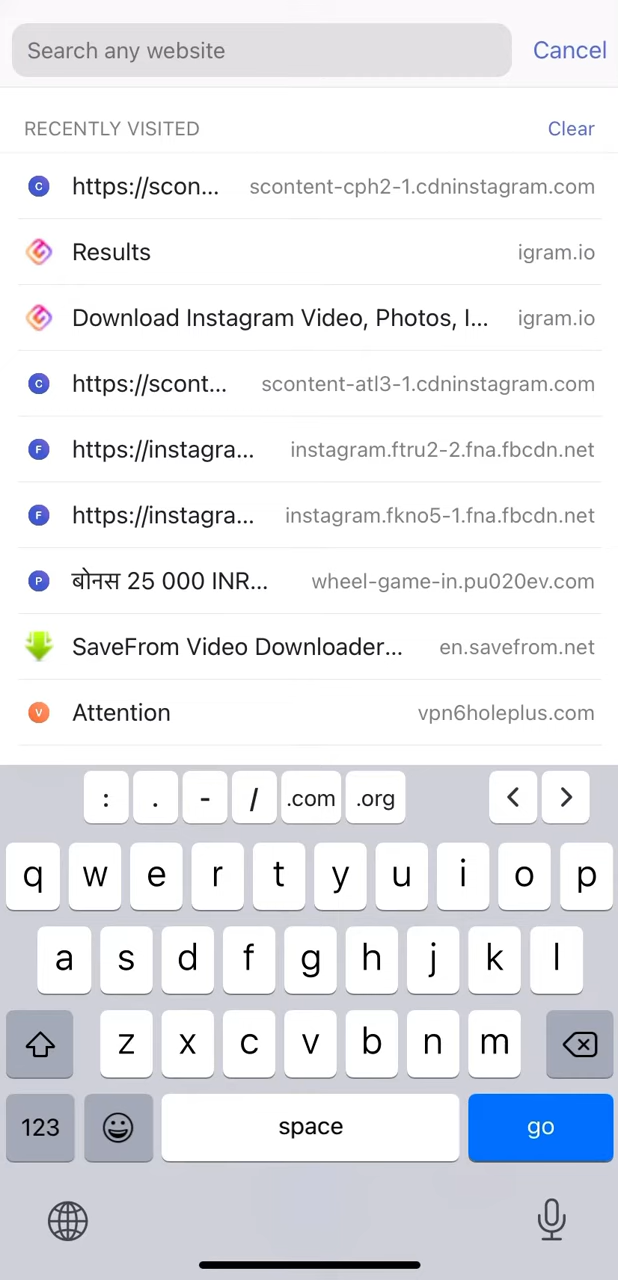 Search any website Cancel
RECENTLY VISITED Clear
C https://scon... scontent-cph2-1.cdninstagram.com
Results igram.io
Download Instagram Video, Photos, I... igram.io
C https://scont... scontent-atl3-1.cdninstagram.com
F https://instagra... instagram.ftru2-2.fna.fbcdn.net
F https://instagra... instagram.fkno5-1.fna.fbcdn.net
P बोनस 25 000 INR... wheel-game-in.pu020ev.com
SaveFrom Video Downloader... en.savefrom.net
V Attention vpn6holeplus.com
: . - / .com .org < >
q w e r t y u i o p
a s d f g h j k l
z x c v b n m
123 space go